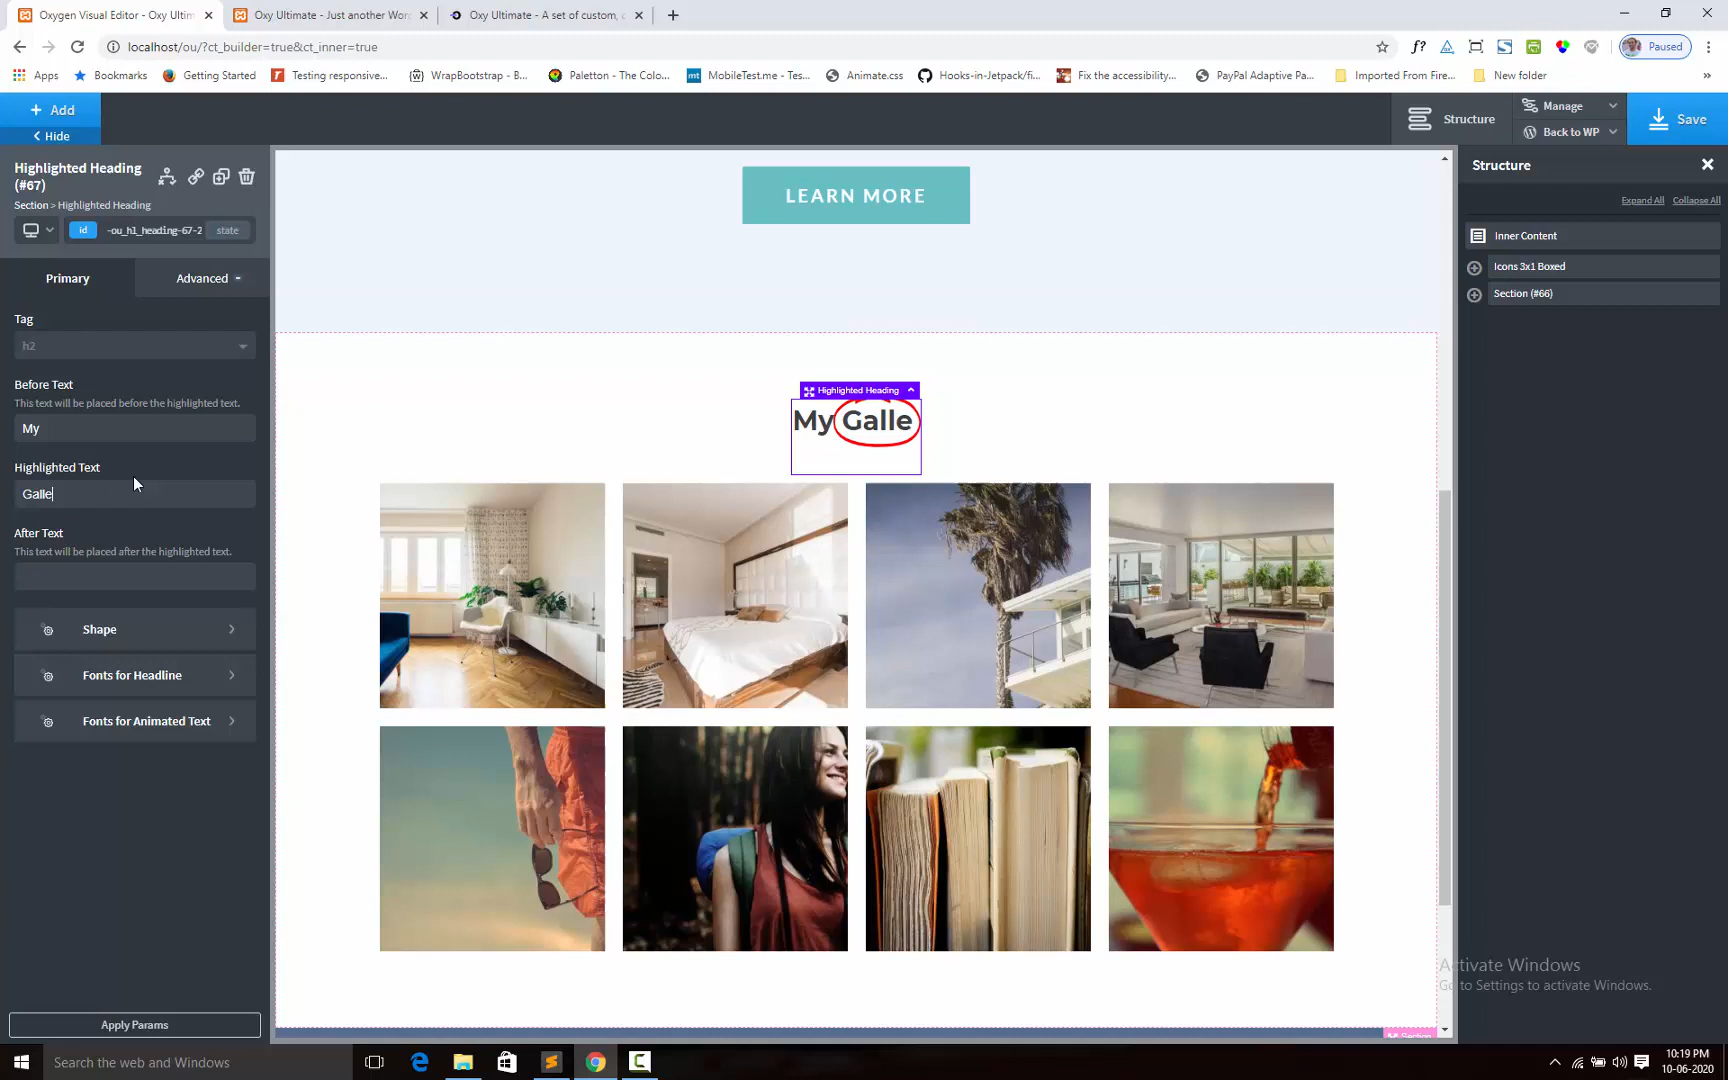 Oxygen Visual Editor - Oxy Ultim
Oxy Ultimate - Just another Wor
Oxy Ultimate - A set of custom, c
localhost/ou/?ct_builder=true&ct_inner=true
f?
Paused
Apps
Bookmarks
Getting Started
Testing responsive...
WrapBootstrap - B...
Paletton - The Colo...
mt
MobileTest.me - Tes...
Animate.css
Hooks-in-Jetpack/fi...
Fix the accessibility...
PayPal Adaptive Pa...
Imported From Fire...
New folder
+ Add
Hide
Structure
Manage
Back to WP
Save
Highlighted Heading
(#67)
Section > Highlighted Heading
id
-ou_h1_heading-67-2
state
Primary
Advanced
Tag
h2
Before Text
This text will be placed before the highlighted text.
My
Highlighted Text
Galle
After Text
This text will be placed after the highlighted text.
Shape
Fonts for Headline
Fonts for Animated Text
Apply Params
LEARN MORE
Highlighted Heading
My Galle
Section
Structure
Expand All
Collapse All
Inner Content
Icons 3x1 Boxed
Section (#66)
Activate Windows
Go to Settings to activate Windows.
Search the web and Windows
10:19 PM
10-06-2020